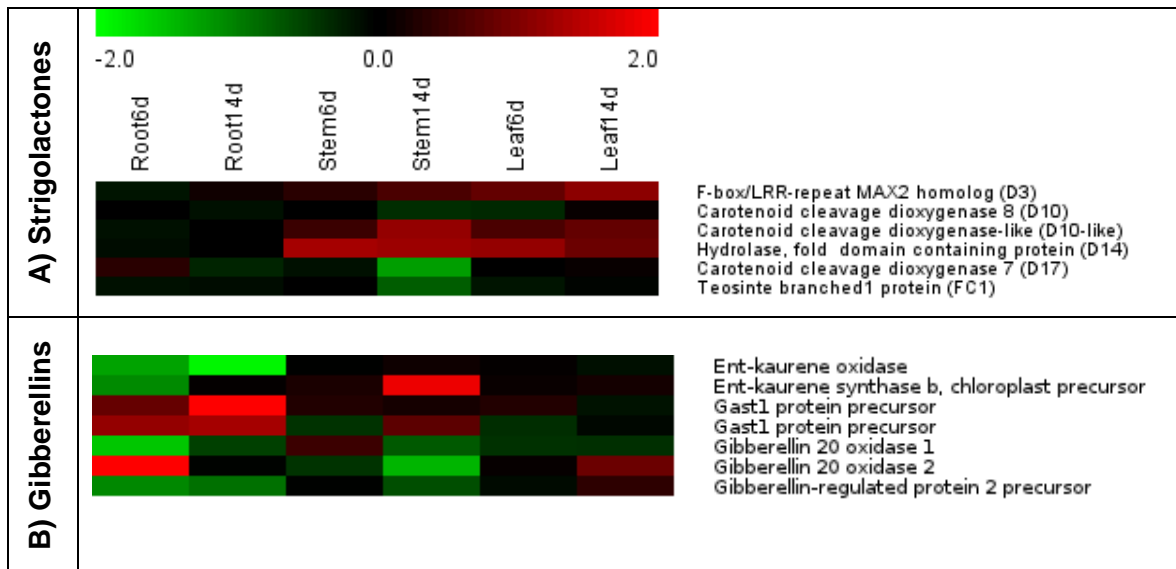 A) Strigolactones
-2.0 0.0 2.0
Root6d
Root14d
Stem6d
Stem14d
Leaf6d
Leaf14d
F-box/LRR-repeat MAX2 homolog (D3)
Carotenoid cleavage dioxygenase 8 (D10)
Carotenoid cleavage dioxygenase-like (D10-like)
Hydrolase, fold domain containing protein (D14)
Carotenoid cleavage dioxygenase 7 (D17)
Teosinte branched1 protein (FC1)
B) Gibberellins
Ent-kaurene oxidase
Ent-kaurene synthase b, chloroplast precursor
Gast1 protein precursor
Gast1 protein precursor
Gibberellin 20 oxidase 1
Gibberellin 20 oxidase 2
Gibberellin-regulated protein 2 precursor